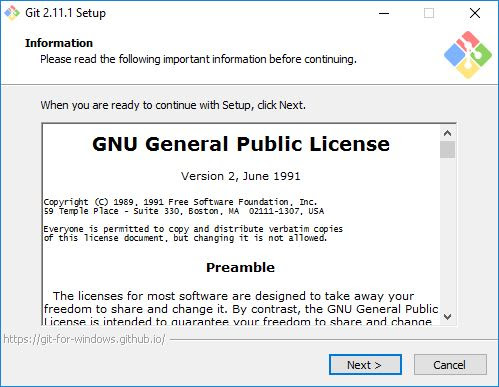 Git 2.11.1 Setup
Information
Please read the following important information before continuing.
When you are ready to continue with Setup, click Next.
GNU General Public License
Version 2, June 1991
Copyright (C) 1989, 1991 Free Software Foundation, Inc.
59 Temple Place - Suite 330, Boston, MA  02111-1307, USA
Everyone is permitted to copy and distribute verbatim copies
of this license document, but changing it is not allowed.
Preamble
The licenses for most software are designed to take away your
freedom to share and change it. By contrast, the GNU General Public
License is intended to guarantee your freedom to share and change
https://git-for-windows.github.io/
Next >
Cancel